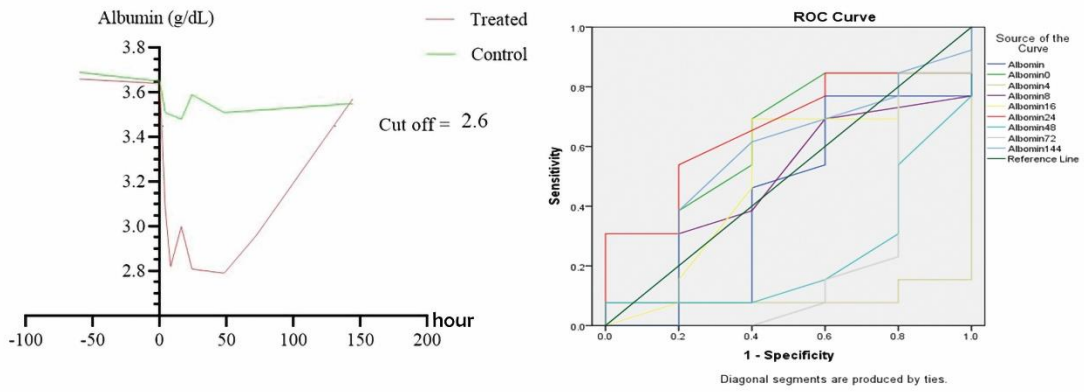 Albumin (g/dL)
Treated
Control
Cut off = 2.6
3.8
3.6
3.4
3.2
3.0
2.8
-100 -50 0 50 100 150 200 hour
ROC Curve
Source of the
Curve
Albomin
Albomin0
Albomin4
Albomin8
Albomin16
Albomin24
Albomin48
Albomin72
Albomin144
Reference Line
Sensitivity
1.0
0.8
0.6
0.4
0.2
0.0
0.0 0.2 0.4 0.6 0.8 1.0
1 - Specificity
Diagonal segments are produced by ties.